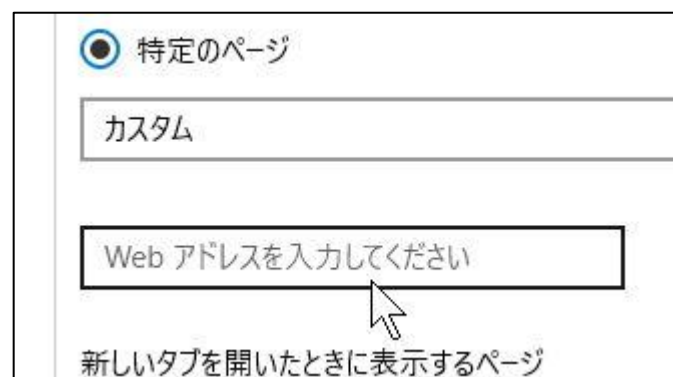 特定のページ
カスタム
Web アドレスを入力してください
新しいタブを開いたときに表示するページ